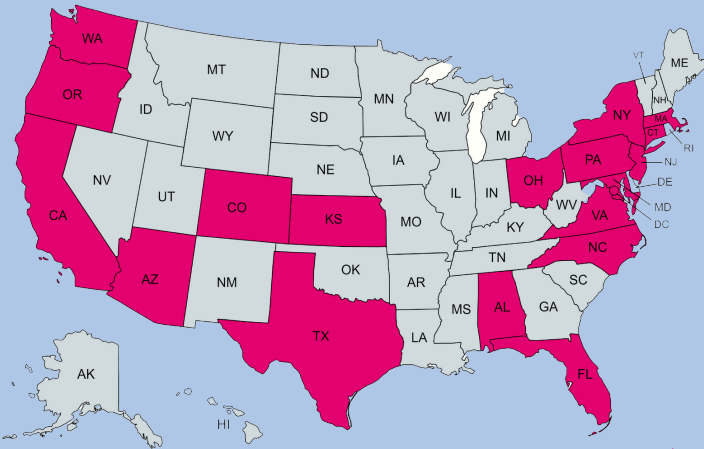 WA
MT
ND
MN
VT
ME
OR
ID
SD
WI
MI
NH
NY
MA
CT
RI
WY
IA
NE
PA
NJ
NV
UT
CO
KS
MO
IL
IN
OH
WV
VA
DE
MD
DC
CA
KY
NC
TN
AZ
NM
OK
AR
SC
MS
AL
GA
TX
LA
FL
AK
HI